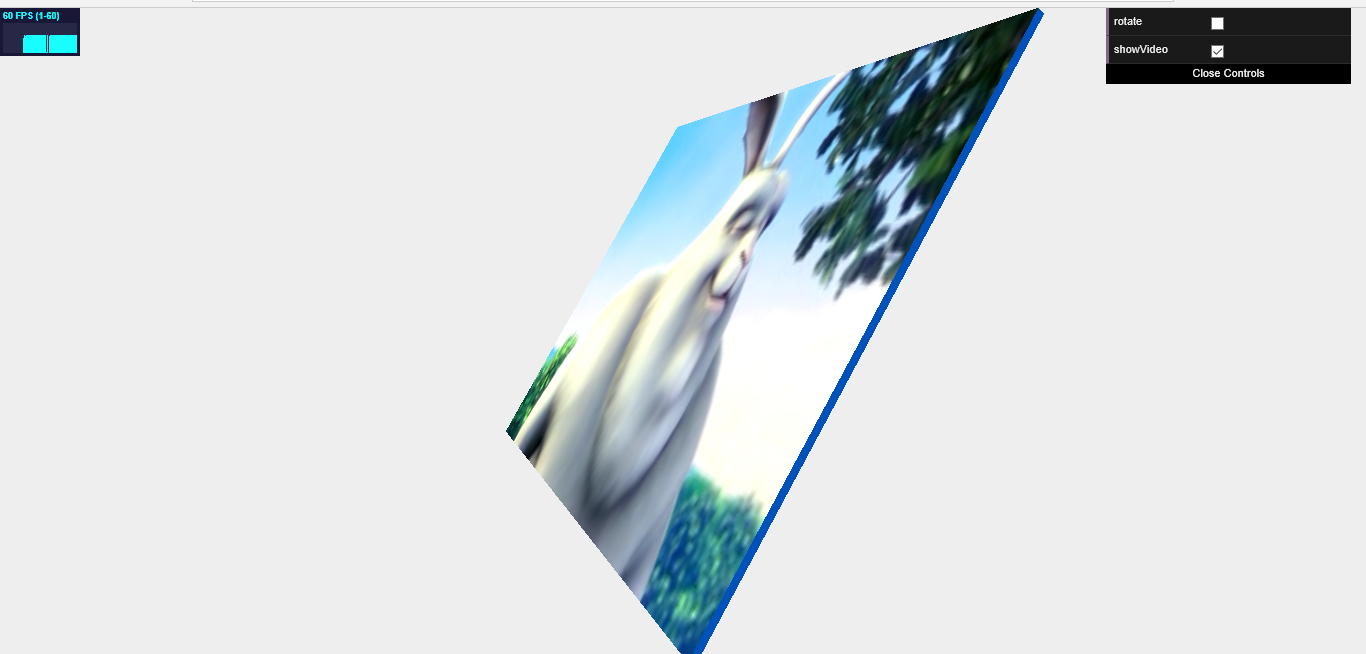 60 FPS (1-60)
rotate
showVideo
Close Controls